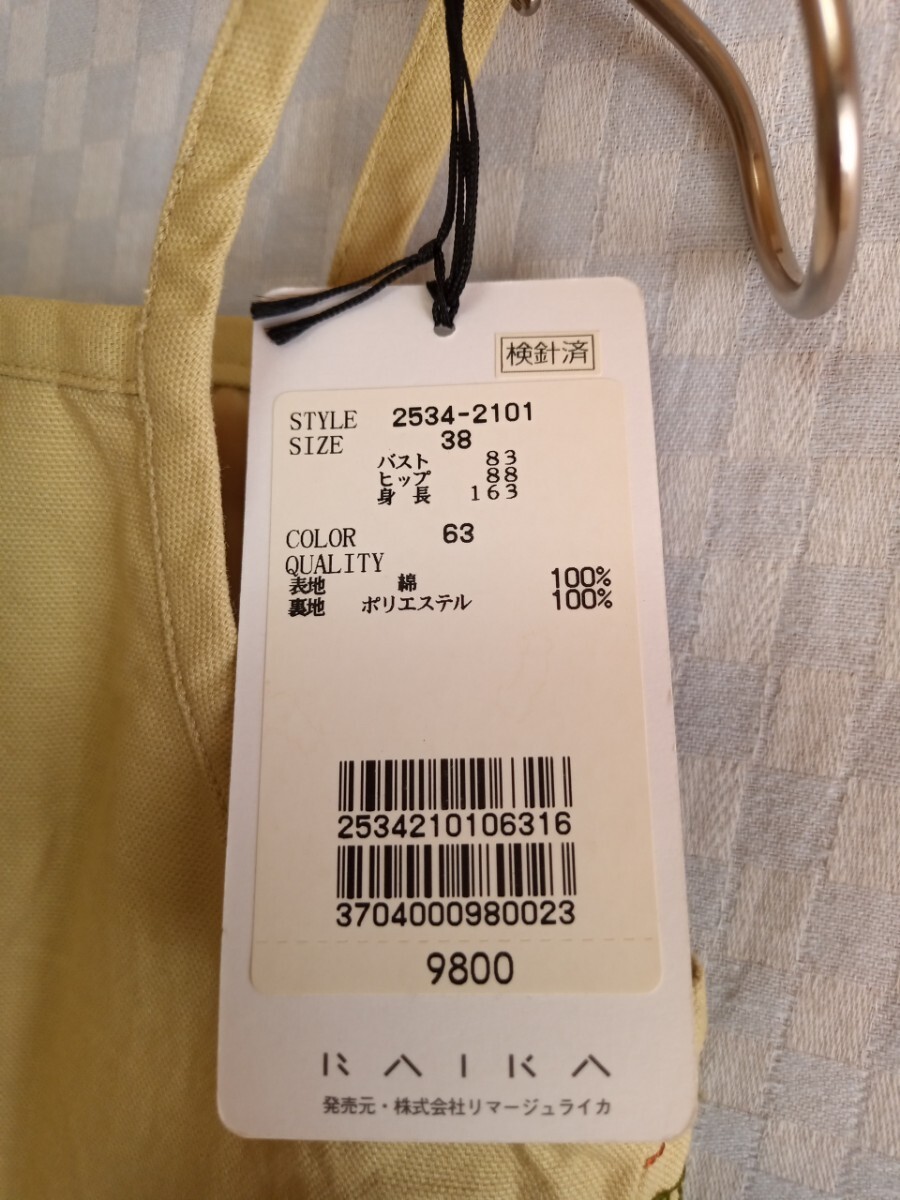 検針済
STYLE 2534-2101
SIZE 38
バスト 83
ヒップ 88
身長 163
COLOR 63
QUALITY
表地 綿 100%
裏地 ポリエステル 100%
2534210106316
3704000980023
9800
RAIKA
発売元・株式会社リマージュライカ